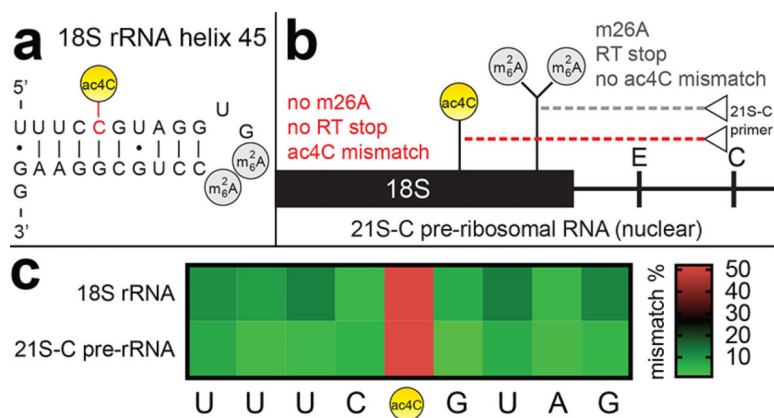 a
18S rRNA helix 45
ac4C
5'
U
U U U C C G U A G G
G
G A A G G C G U C C
m26A
m26A
G
3'
b
m26A
RT stop
no ac4C mismatch
m26A
m26A
ac4C
no m26A
no RT stop
ac4C mismatch
21S-C
primer
E
C
18S
21S-C pre-ribosomal RNA (nuclear)
c
18S rRNA
21S-C pre-rRNA
U U U C ac4C G U A G
mismatch %
50
40
30
20
10